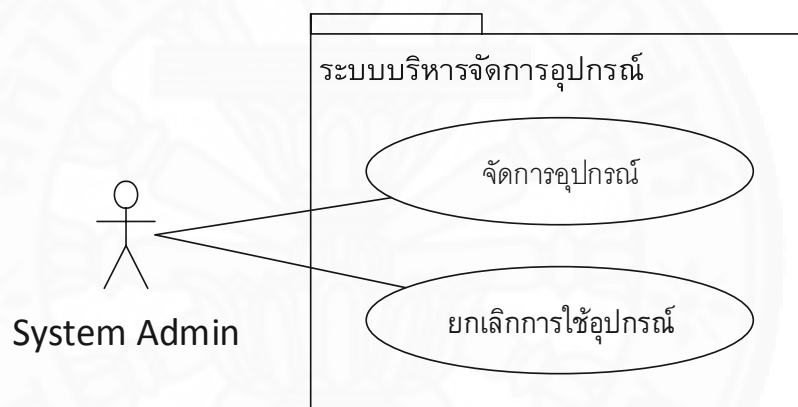 ระบบบริหารจัดการอุปกรณ์
จัดการอุปกรณ์
System Admin
ยกเลิกการใช้อุปกรณ์